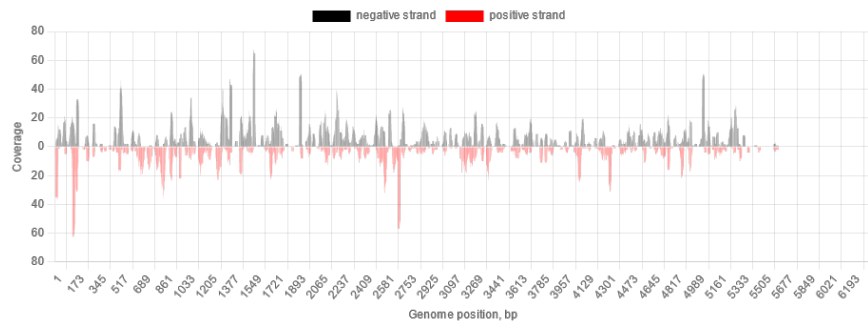 negative strand positive strand
80
60
40
20
0
20
40
60
80
Coverage
1 173 345 517 689 861 1033 1205 1377 1549 1721 1893 2065 2237 2409 2581 2753 2925 3097 3269 3441 3613 3785 3957 4129 4301 4473 4645 4817 4989 5161 5333 5505 5677 5849 6021 6193
Genome position, bp